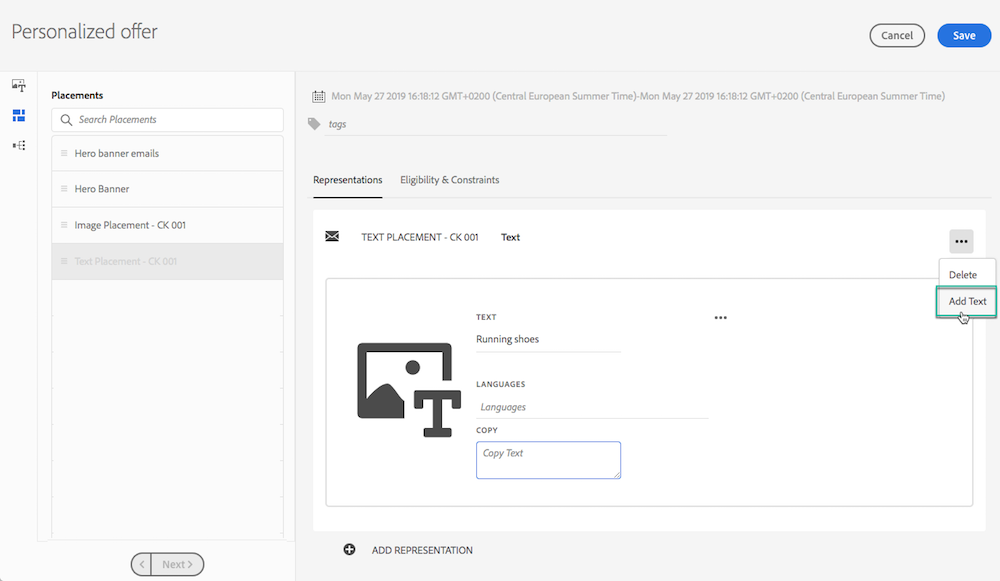 Personalized offer
Cancel
Save
Placements
Search Placements
Hero banner emails
Hero Banner
Image Placement - CK 001
Text Placement - CK 001
Next
Mon May 27 2019 16:18:12 GMT+0200 (Central European Summer Time)-Mon May 27 2019 16:18:12 GMT+0200 (Central European Summer Time)
tags
Representations Eligibility & Constraints
TEXT PLACEMENT - CK 001 Text
Delete
Add Text
TEXT
Running shoes
LANGUAGES
Languages
COPY
Copy Text
ADD REPRESENTATION